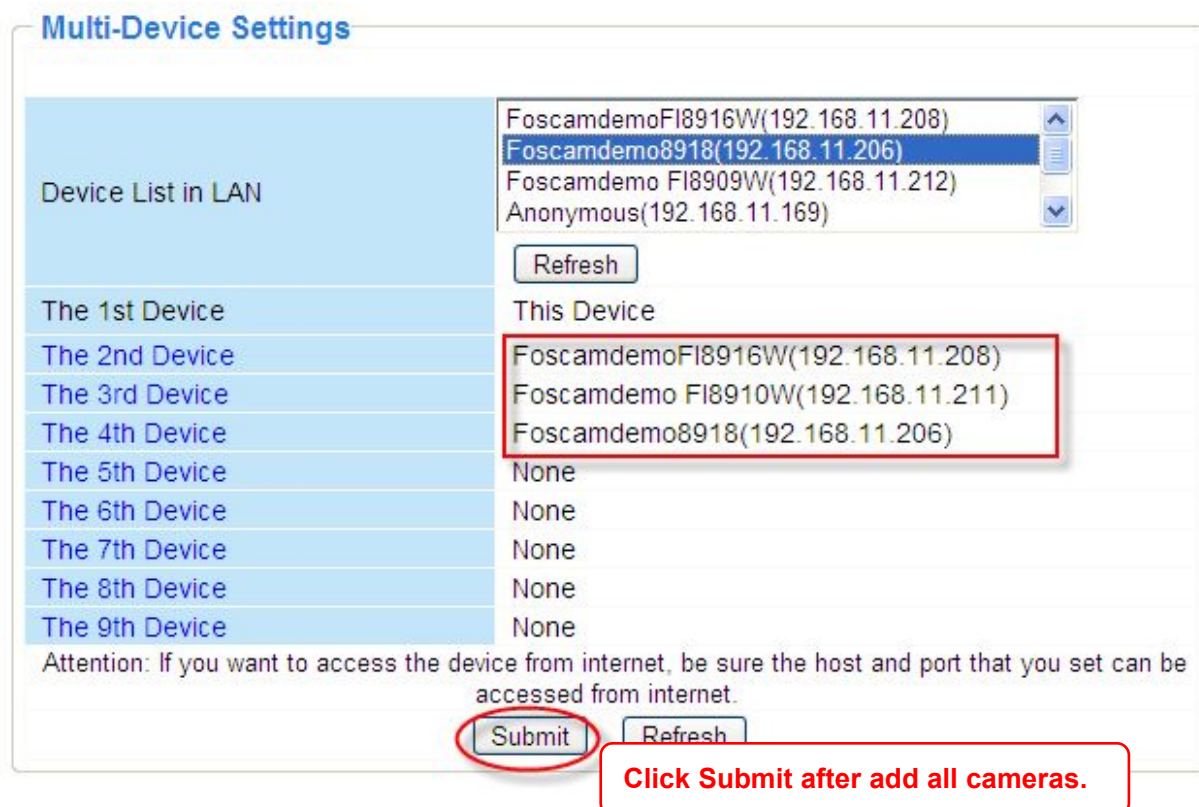 Multi-Device Settings
FoscamdemoFI8916W(192.168.11.208)
Foscamdemo8918(192.168.11.206)
Device List in LAN
Foscamdemo FI8909W(192.168.11.212)
Anonymous(192.168.11.169)
Refresh
The 1st Device This Device
The 2nd Device FoscamdemoFI8916W(192.168.11.208)
The 3rd Device Foscamdemo FI8910W(192.168.11.211)
The 4th Device Foscamdemo8918(192.168.11.206)
The 5th Device None
The 6th Device None
The 7th Device None
The 8th Device None
The 9th Device None
Attention: If you want to access the device from internet, be sure the host and port that you set can be
accessed from internet.
Submit Refresh
Click Submit after add all cameras.